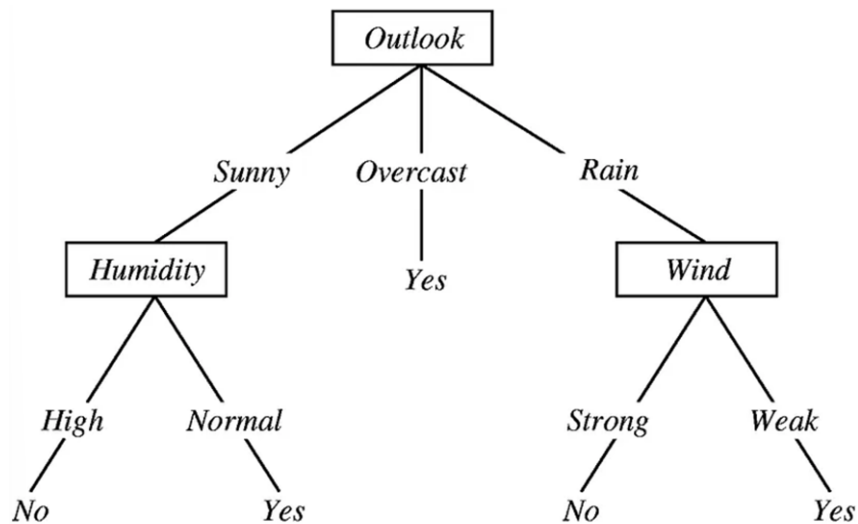 Outlook
Sunny Overcast Rain
Humidity Yes Wind
High Normal Strong Weak
No Yes No Yes